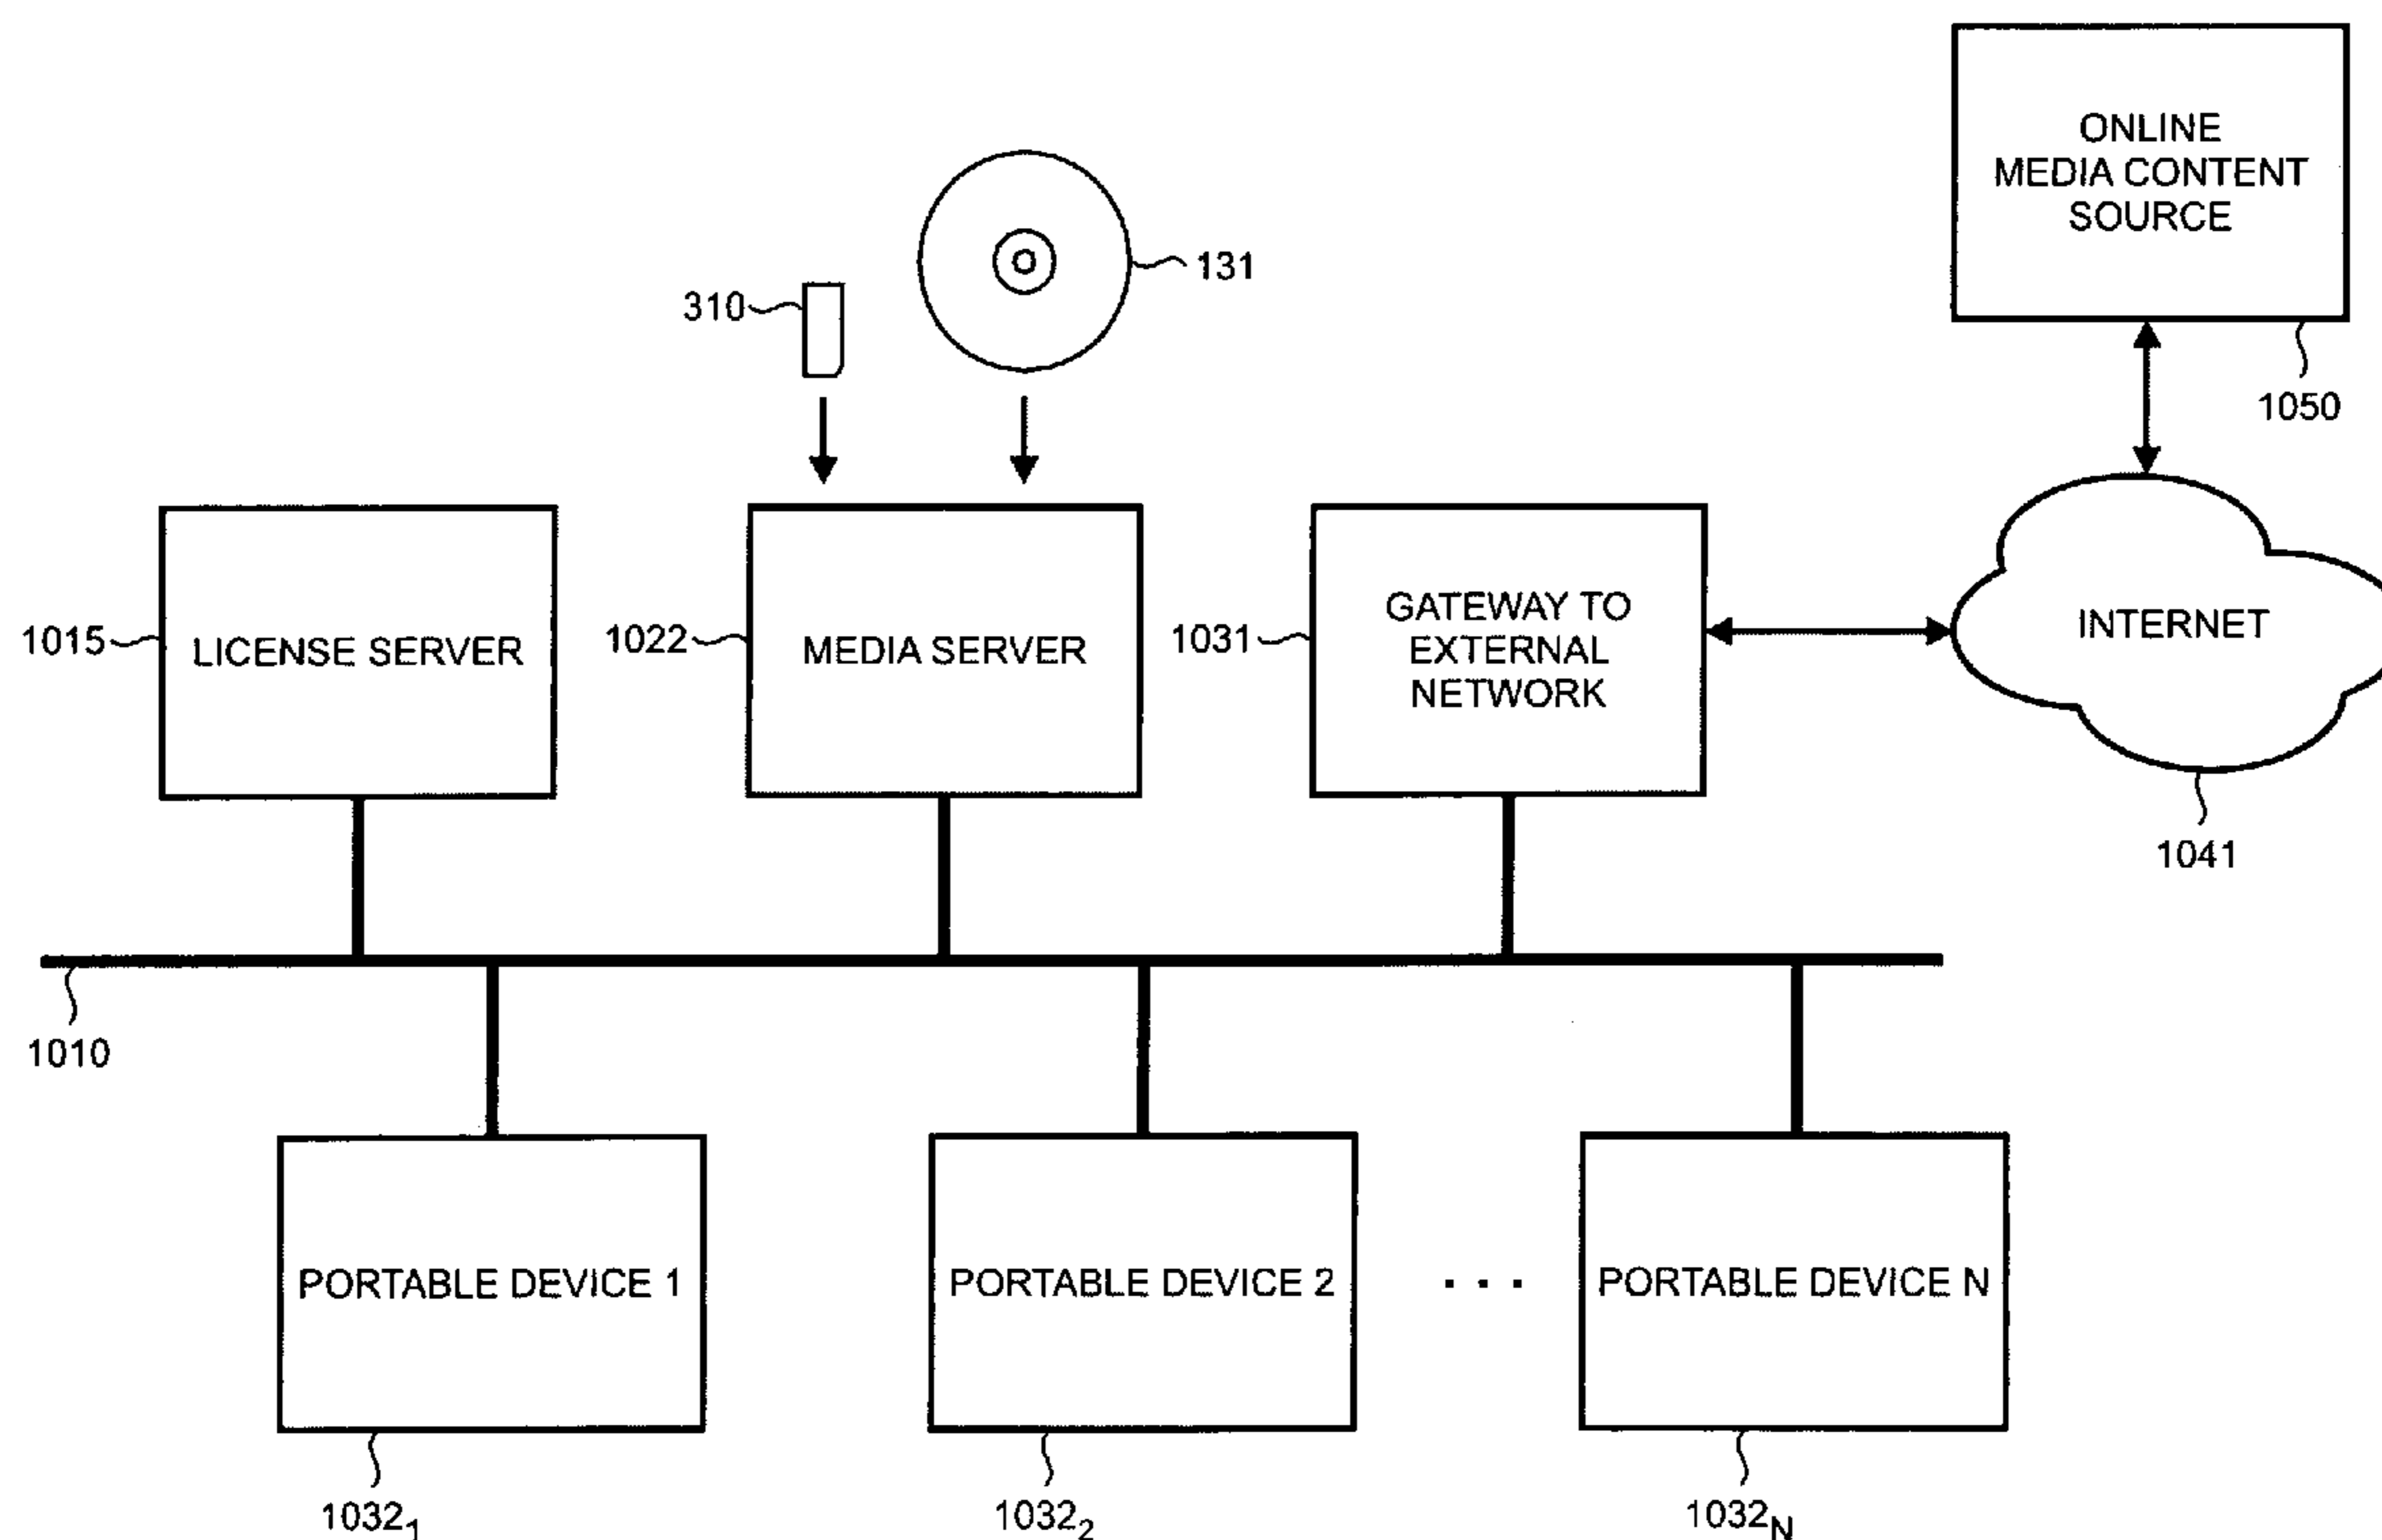 ONLINE
MEDIA CONTENT
SOURCE
131
310
1050
1015
LICENSE SERVER
1022
MEDIA SERVER
1031
GATEWAY TO
EXTERNAL
NETWORK
INTERNET
1041
1010
PORTABLE DEVICE 1
PORTABLE DEVICE 2
...
PORTABLE DEVICE N
1032₁
1032₂
1032N